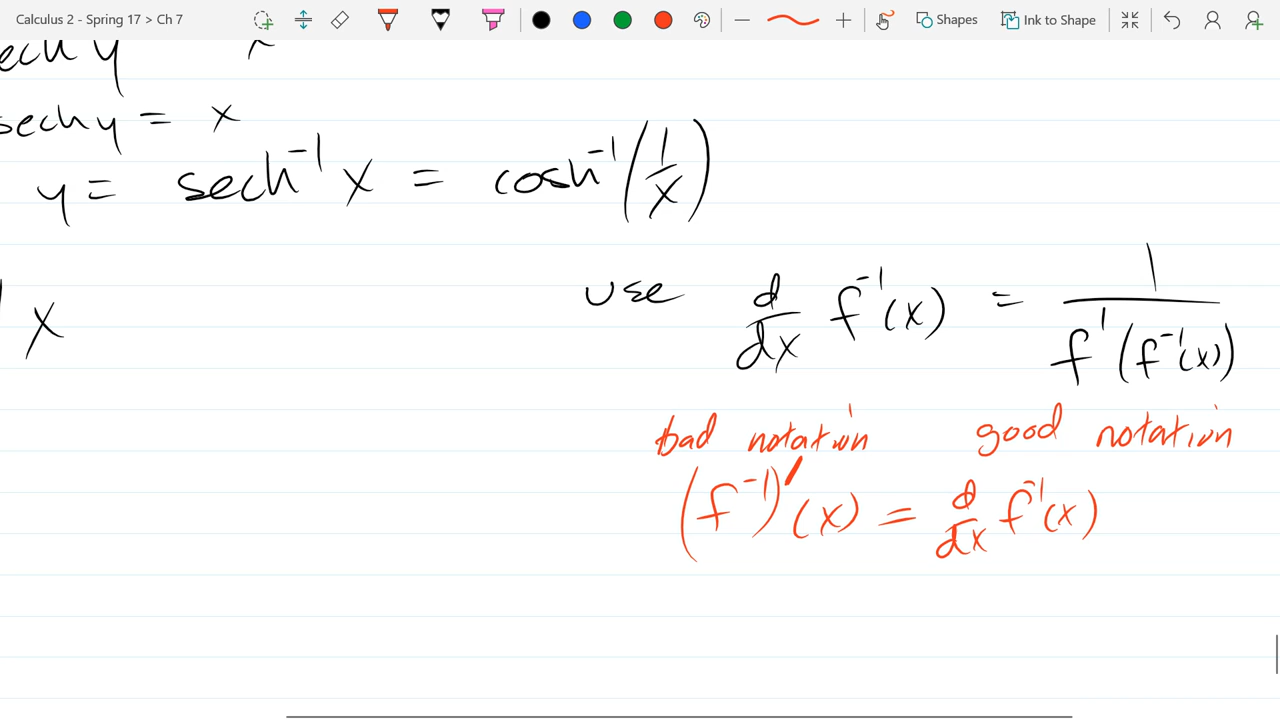 Calculus 2 - Spring 17 > Ch 7
Shapes
Ink to Shape
sech y x
sech y = x
y = sech⁻¹ x = cosh⁻¹(1/x)
x
use d/dx f⁻¹(x) = 1/f'(f⁻¹(x))
bad notation good notation
(f⁻¹)'(x) = d/dx f⁻¹(x)